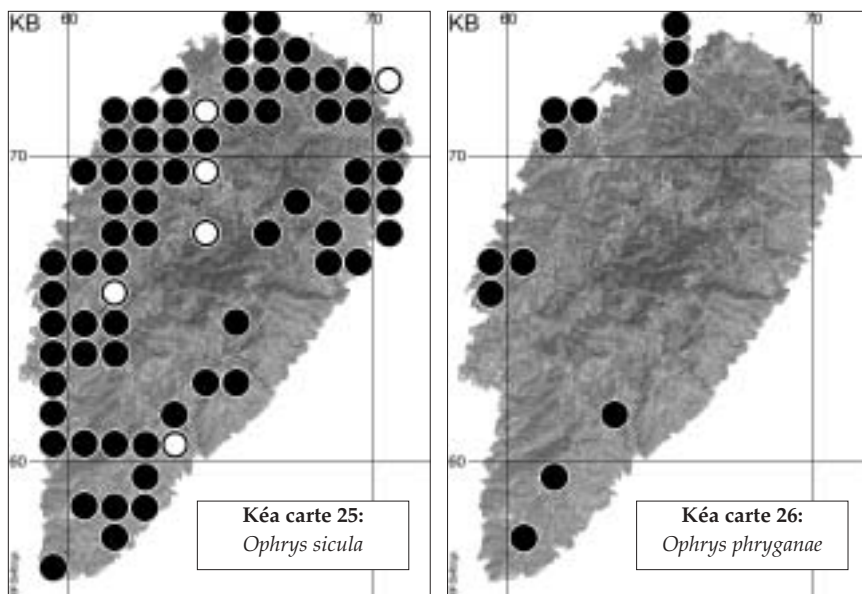 KB 60 70
70
60
Kéa carte 25:
Ophrys sicula
KB 60 70
70
60
Kéa carte 26:
Ophrys phryganae